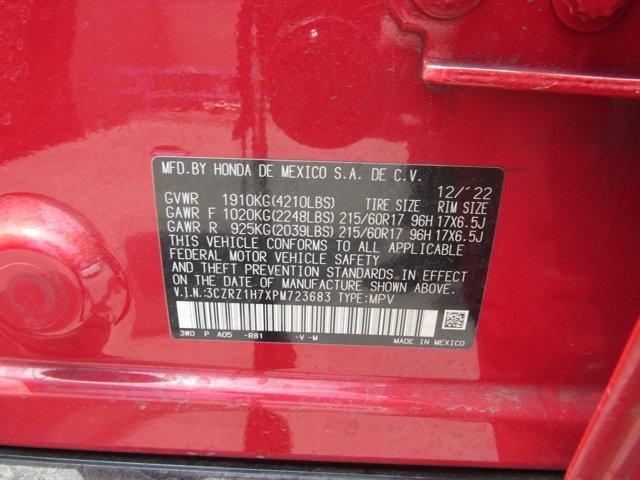 MFD.BY HONDA DE MEXICO S.A. DE C.V.
12/'22
GVWR 1910KG(4210LBS) TIRE SIZE RIM SIZE
GAWR F 1020KG(2248LBS) 215/60R17 96H 17X6.5J
GAWR R 925KG(2039LBS) 215/60R17 96H 17X6.5J
THIS VEHICLE CONFORMS TO ALL APPLICABLE
FEDERAL MOTOR VEHICLE SAFETY
AND THEFT PREVENTION STANDARDS IN EFFECT
ON THE DATE OF MANUFACTURE SHOWN ABOVE.
V.I.N.:3CZRZ1H7XPM723683 TYPE:MPV
3W0 P A05 -R81 -V -M
MADE IN MEXICO